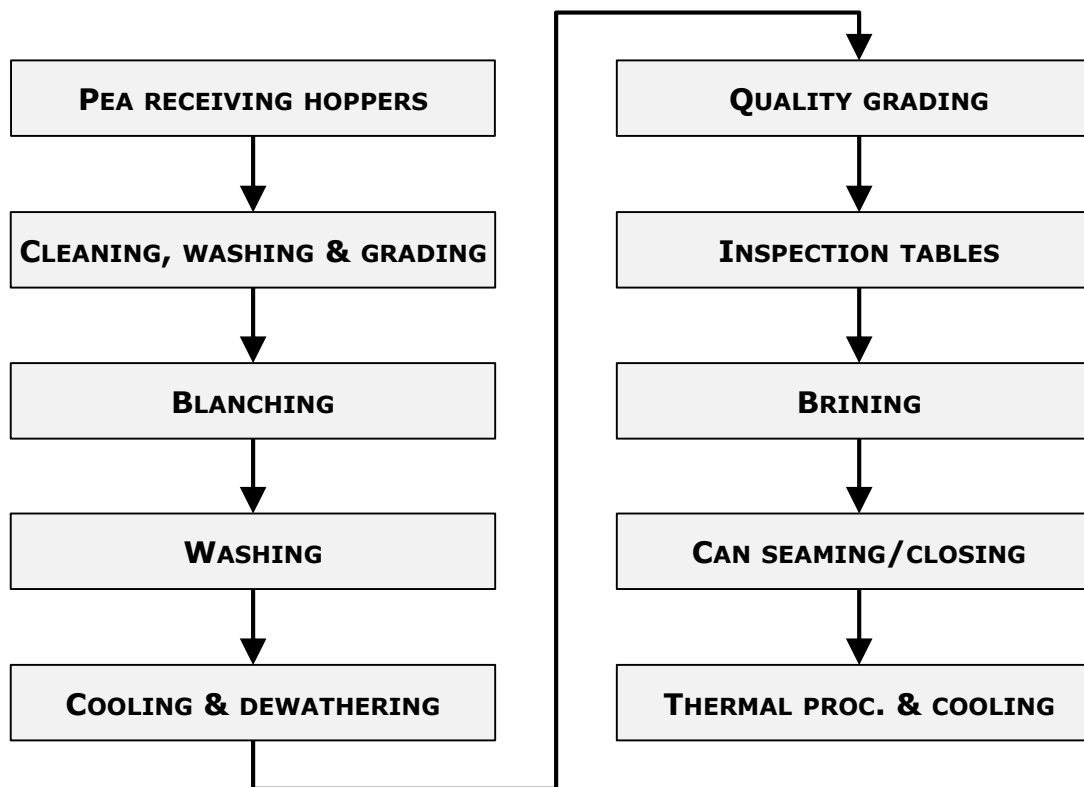 Pea receiving hoppers
Cleaning, washing & grading
Blanching
Washing
Cooling & dewathering
Quality grading
Inspection tables
Brining
Can seaming/closing
Thermal proc. & cooling